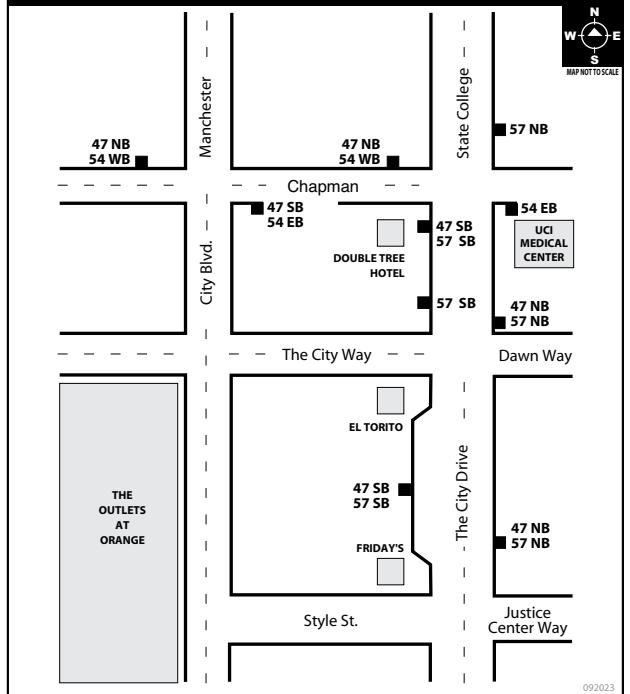 N
W E
S
MAP NOT TO SCALE
Manchester
State College
57 NB
47 NB
54 WB
47 NB
54 WB
Chapman
47 SB
54 EB
47 SB
57 SB
54 EB
UCI
MEDICAL
CENTER
DOUBLE TREE
HOTEL
City Blvd.
57 SB
47 NB
57 NB
The City Way
Dawn Way
EL TORITO
THE
OUTLETS
AT
ORANGE
47 SB
57 SB
The City Drive
47 NB
57 NB
FRIDAY'S
Style St.
Justice
Center Way
092023